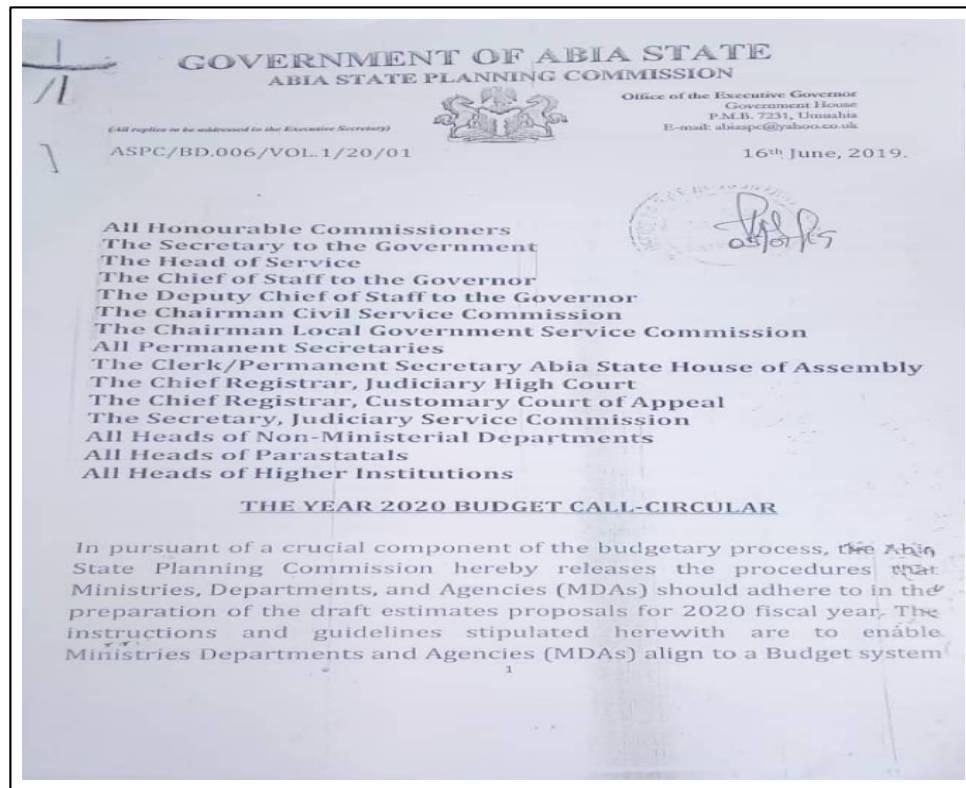 GOVERNMENT OF ABIA STATE
ABIA STATE PLANNING COMMISSION
Office of the Executive Governor
Government House
P.M.B. 7231, Umuahia
E-mail: abiaspc@yahoo.co.uk
(All replies to be addressed to the Executive Secretary)
ASPC/BD.006/VOL.1/20/01
16th June, 2019.
All Honourable Commissioners
The Secretary to the Government
The Head of Service
The Chief of Staff to the Governor
The Deputy Chief of Staff to the Governor
The Chairman Civil Service Commission
The Chairman Local Government Service Commission
All Permanent Secretaries
The Clerk/Permanent Secretary Abia State House of Assembly
The Chief Registrar, Judiciary High Court
The Chief Registrar, Customary Court of Appeal
The Secretary, Judiciary Service Commission
All Heads of Non-Ministerial Departments
All Heads of Parastatals
All Heads of Higher Institutions
THE YEAR 2020 BUDGET CALL-CIRCULAR
In pursuant of a crucial component of the budgetary process, the Abia
State Planning Commission hereby releases the procedures that
Ministries, Departments, and Agencies (MDAs) should adhere to in the
preparation of the draft estimates proposals for 2020 fiscal year. The
instructions and guidelines stipulated herewith are to enable
Ministries Departments and Agencies (MDAs) align to a Budget system
1